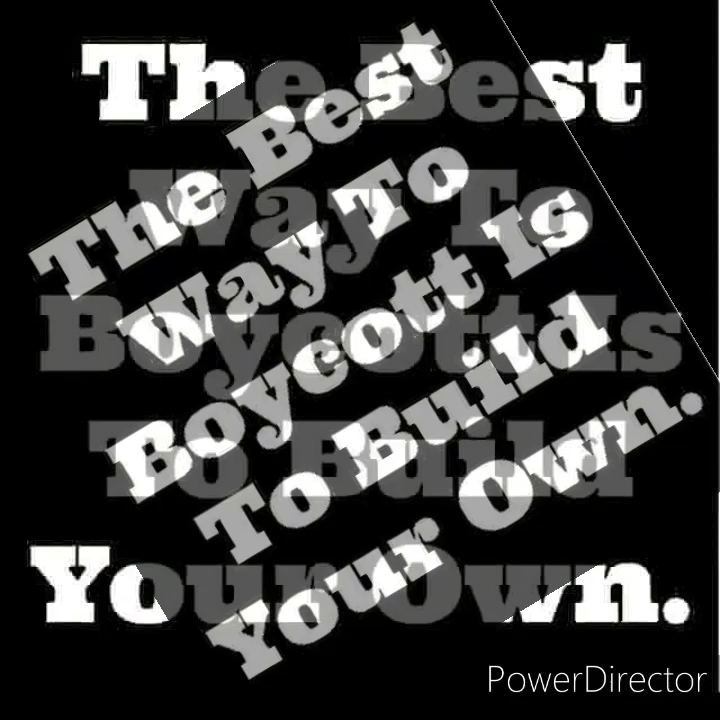 The Best
Way To
Boycott Is
To Build
Your Own.
The Best
Way To
Boycott Is
To Build
Your Own.
PowerDirector